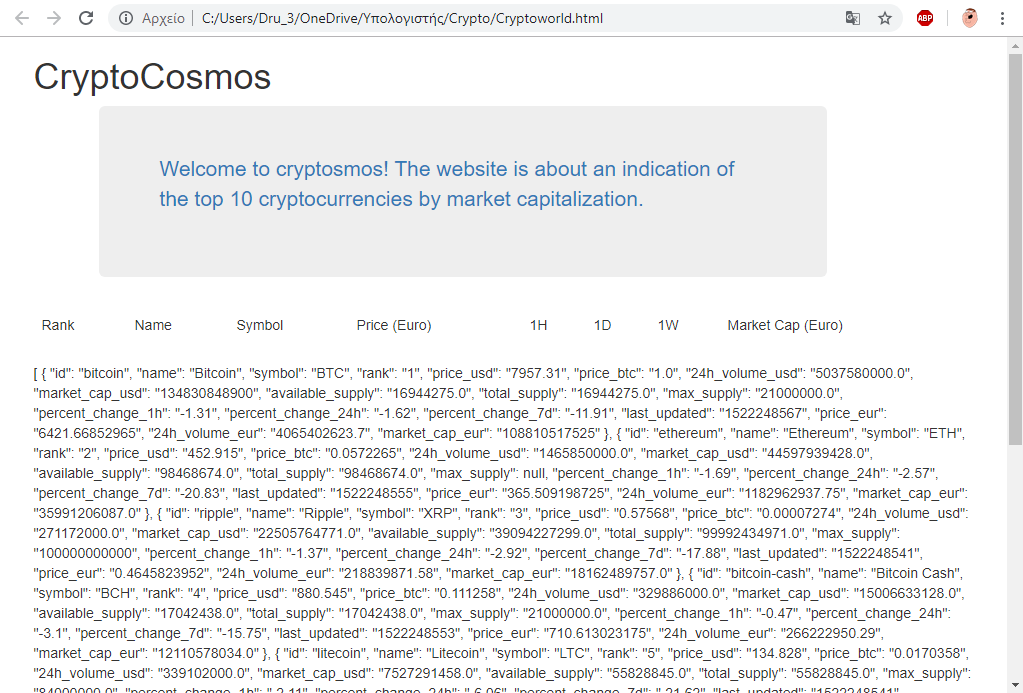 Αρχείο C:/Users/Dru_3/OneDrive/Υπολογιστής/Crypto/Cryptoworld.html ABP
CryptoCosmos
Welcome to cryptosmos! The website is about an indication of
the top 10 cryptocurrencies by market capitalization.
Rank Name Symbol Price (Euro) 1H 1D 1W Market Cap (Euro)
[ { "id": "bitcoin", "name": "Bitcoin", "symbol": "BTC", "rank": "1", "price_usd": "7957.31", "price_btc": "1.0", "24h_volume_usd": "5037580000.0",
"market_cap_usd": "134830848900", "available_supply": "16944275.0", "total_supply": "16944275.0", "max_supply": "21000000.0",
"percent_change_1h": "-1.31", "percent_change_24h": "-1.62", "percent_change_7d": "-11.91", "last_updated": "1522248567", "price_eur":
"6421.66852965", "24h_volume_eur": "4065402623.7", "market_cap_eur": "108810517525" }, { "id": "ethereum", "name": "Ethereum", "symbol": "ETH",
"rank": "2", "price_usd": "452.915", "price_btc": "0.0572265", "24h_volume_usd": "1465850000.0", "market_cap_usd": "44597939428.0",
"available_supply": "98468674.0", "total_supply": "98468674.0", "max_supply": null, "percent_change_1h": "-1.69", "percent_change_24h": "-2.57",
"percent_change_7d": "-20.83", "last_updated": "1522248555", "price_eur": "365.509198725", "24h_volume_eur": "1182962937.75", "market_cap_eur":
"35991206087.0" }, { "id": "ripple", "name": "Ripple", "symbol": "XRP", "rank": "3", "price_usd": "0.57568", "price_btc": "0.00007274", "24h_volume_usd":
"271172000.0", "market_cap_usd": "22505764771.0", "available_supply": "39094227299.0", "total_supply": "99992434971.0", "max_supply":
"100000000000", "percent_change_1h": "-1.37", "percent_change_24h": "-2.92", "percent_change_7d": "-17.88", "last_updated": "1522248541",
"price_eur": "0.4645823952", "24h_volume_eur": "218839871.58", "market_cap_eur": "18162489757.0" }, { "id": "bitcoin-cash", "name": "Bitcoin Cash",
"symbol": "BCH", "rank": "4", "price_usd": "880.545", "price_btc": "0.111258", "24h_volume_usd": "329886000.0", "market_cap_usd": "15006633128.0",
"available_supply": "17042438.0", "total_supply": "17042438.0", "max_supply": "21000000.0", "percent_change_1h": "-0.47", "percent_change_24h":
"-3.1", "percent_change_7d": "-15.75", "last_updated": "1522248553", "price_eur": "710.613023175", "24h_volume_eur": "266222950.29",
"market_cap_eur": "12110578034.0" }, { "id": "litecoin", "name": "Litecoin", "symbol": "LTC", "rank": "5", "price_usd": "134.828", "price_btc": "0.0170358",
"24h_volume_usd": "339102000.0", "market_cap_usd": "7527291458.0", "available_supply": "55828845.0", "total_supply": "55828845.0", "max_supply":
"84000000.0", "percent_change_1h": "-2.11", "percent_change_24h": "-6.06", "percent_change_7d": "-21.62", "last_updated": "1522248541",